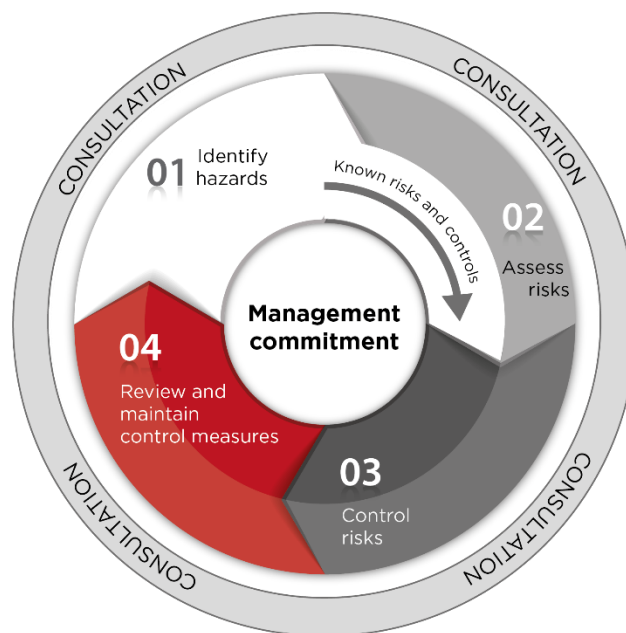 CONSULTATION
CONSULTATION
01
Identify
hazards
Known risks and controls
02
Assess
risks
Management
commitment
04
Review and
maintain
control measures
03
Control
risks
CONSULTATION
CONSULTATION